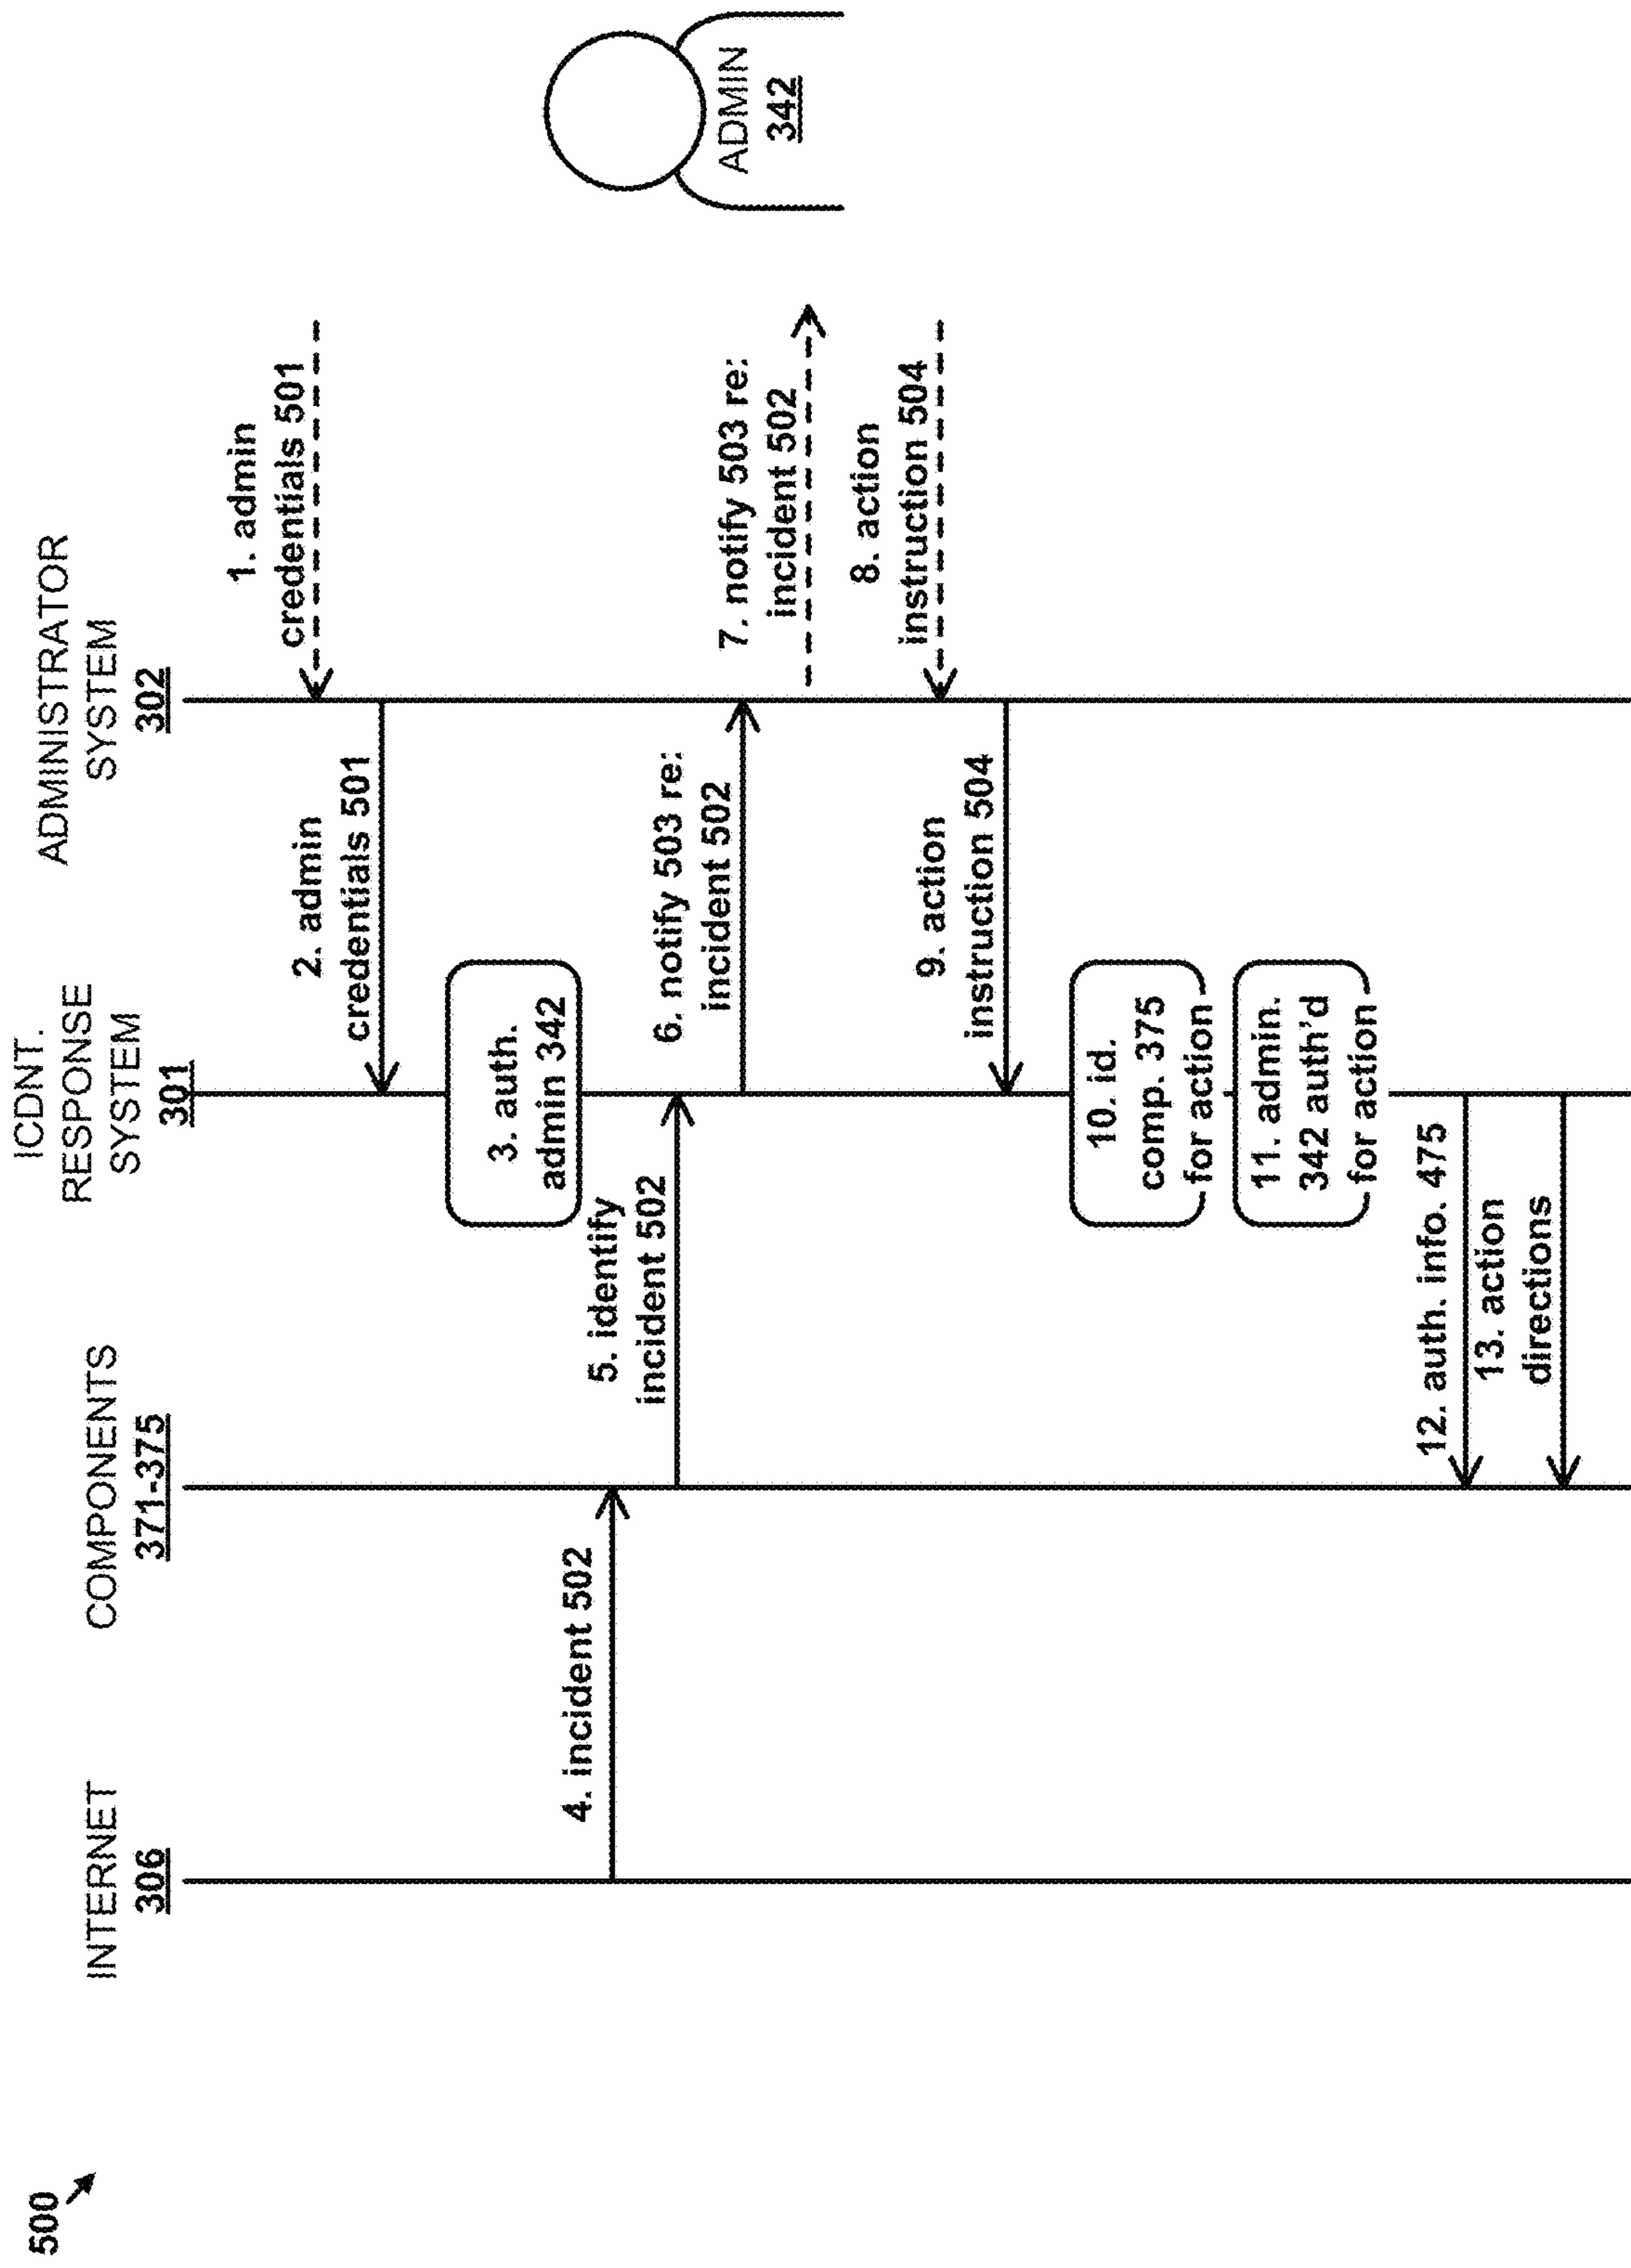 500
INTERNET
306
COMPONENTS
371-375
ICDNT.
RESPONSE
SYSTEM
301
ADMINISTRATOR
SYSTEM
302
ADMIN
342
1. admin
credentials 501
2. admin
credentials 501
3. auth.
admin 342
4. incident 502
5. identify
incident 502
6. notify 503 re:
incident 502
7. notify 503 re:
incident 502
8. action
instruction 504
9. action
instruction 504
10. id.
comp. 375
for action
11. admin.
342 auth'd
for action
12. auth. info. 475
13. action
directions